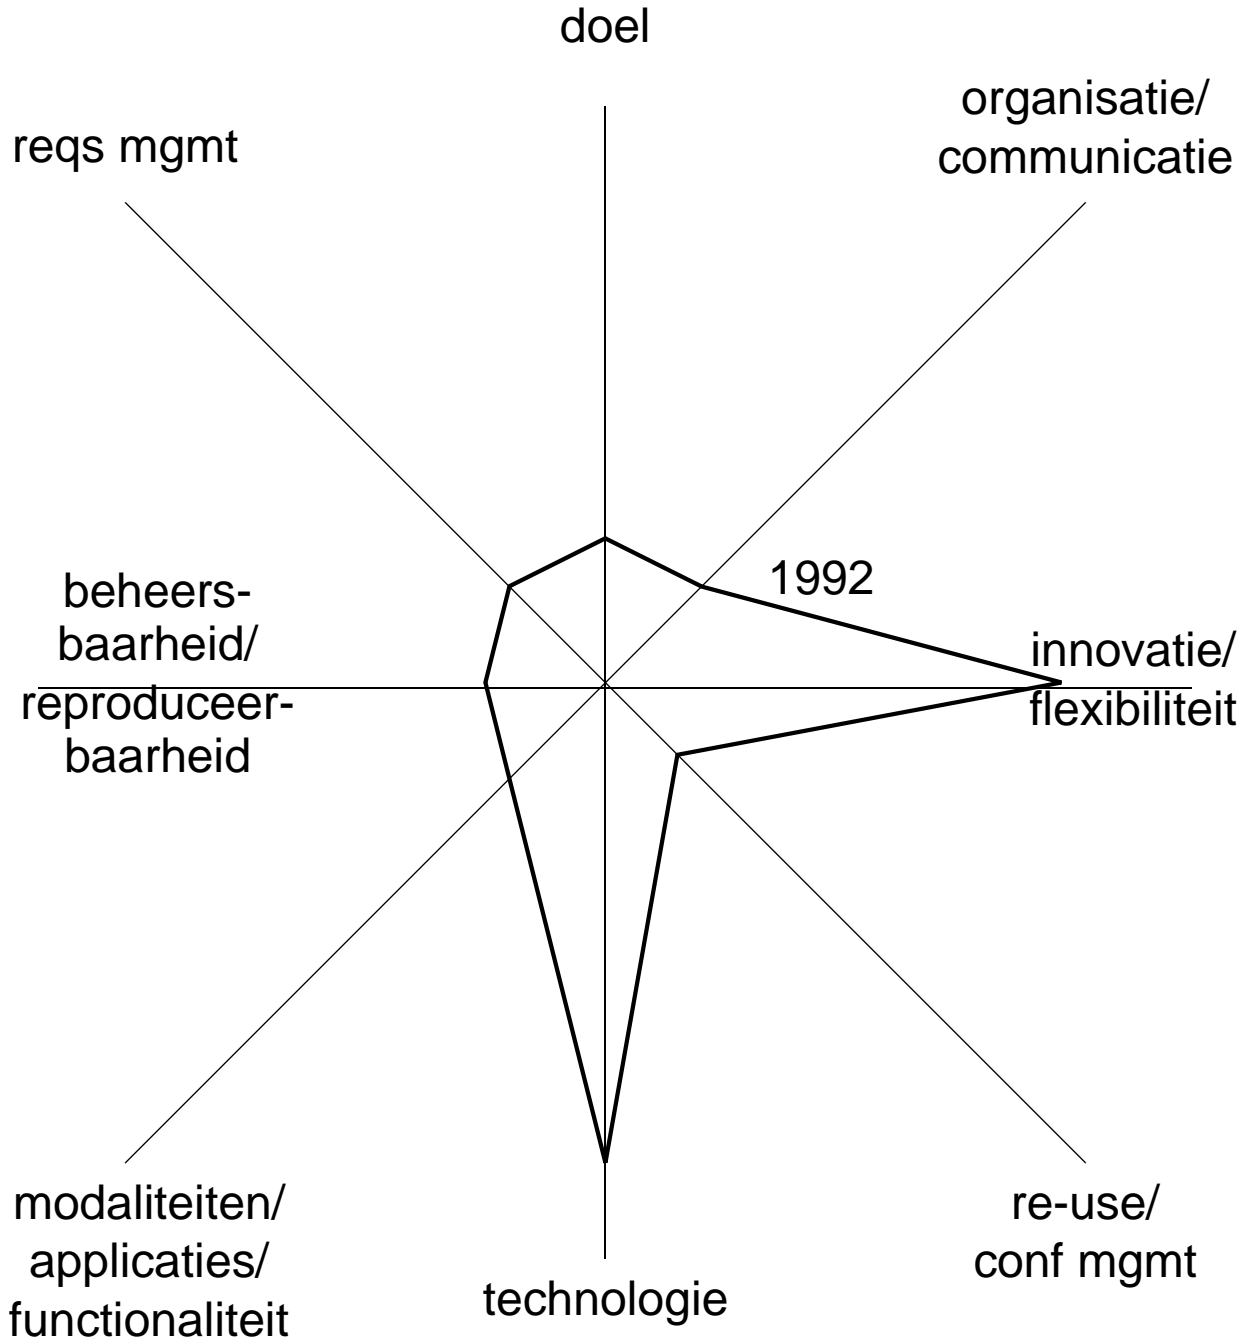 doel
organisatie/
communicatie
reqs mgmt
1992
beheers-
baarheid/
reproduceer-
baarheid
innovatie/
flexibiliteit
modaliteiten/
applicaties/
functionaliteit
re-use/
conf mgmt
technologie